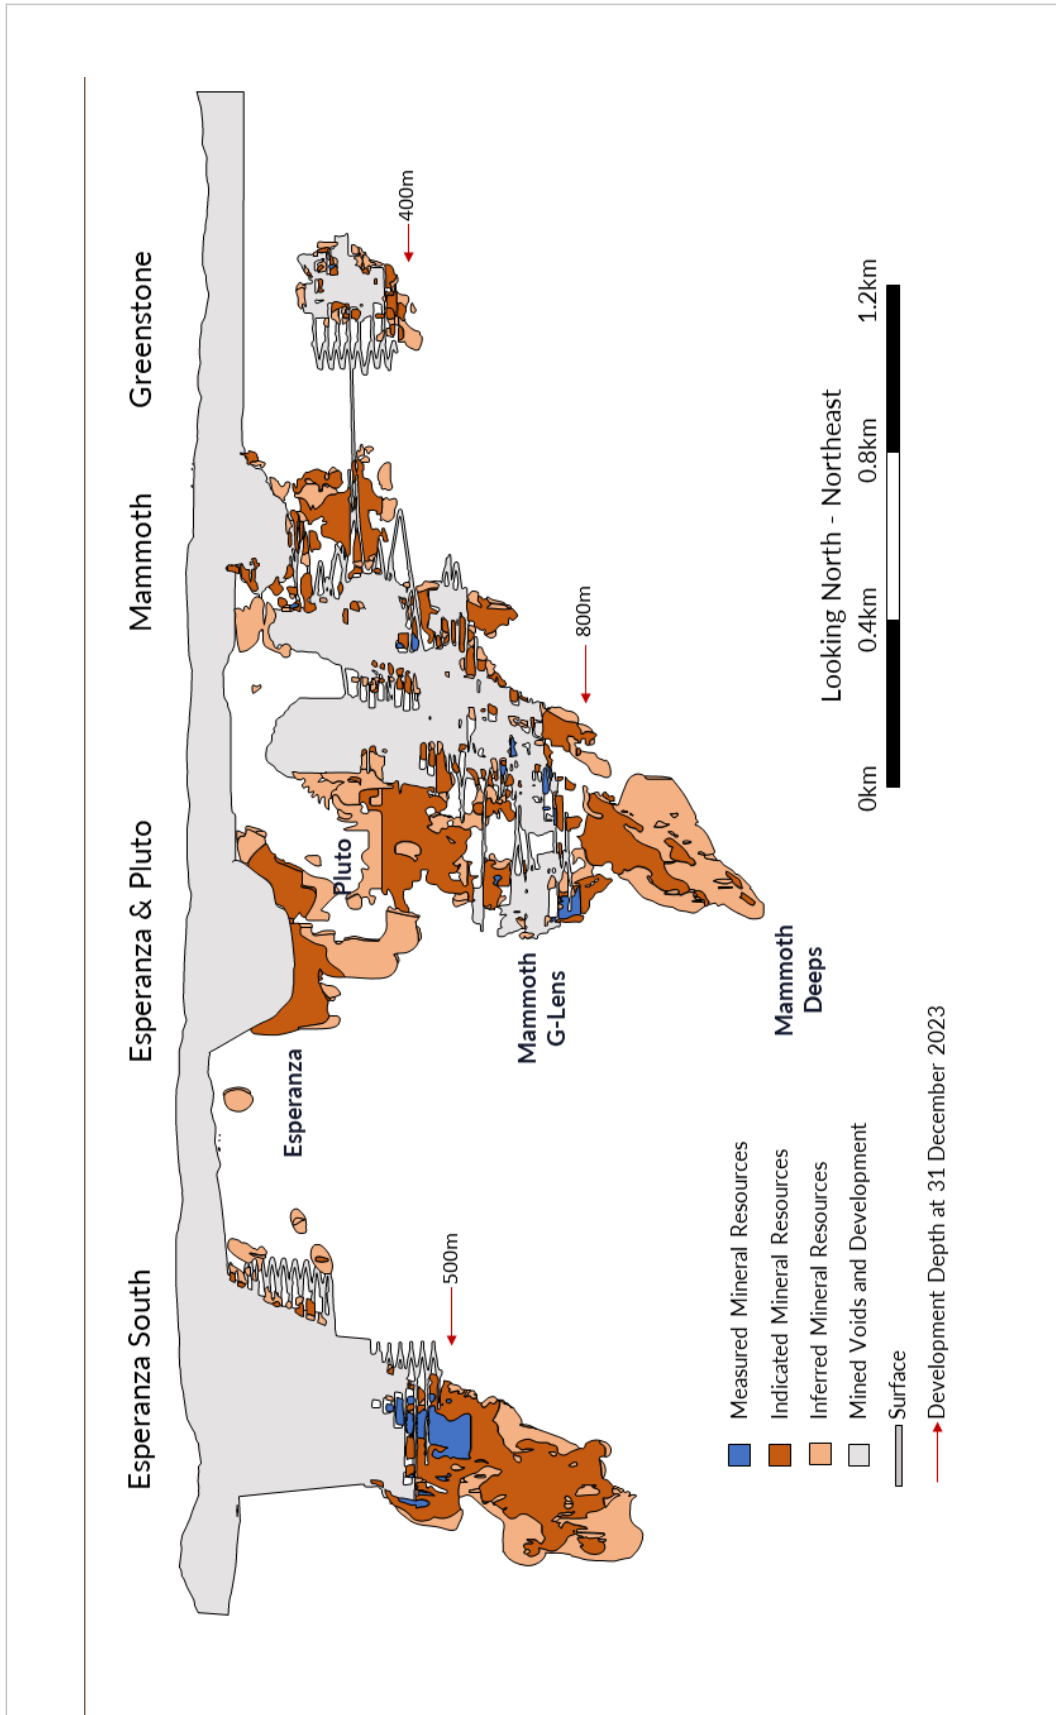 Esperanza South
Esperanza & Pluto
Mammoth
Greenstone
400m
Pluto
Esperanza
500m
800m
Mammoth
G-Lens
Mammoth
Deeps
Measured Mineral Resources
Indicated Mineral Resources
Inferred Mineral Resources
Mined Voids and Development
Surface
Development Depth at 31 December 2023
Looking North - Northeast
0km
0.4km
0.8km
1.2km